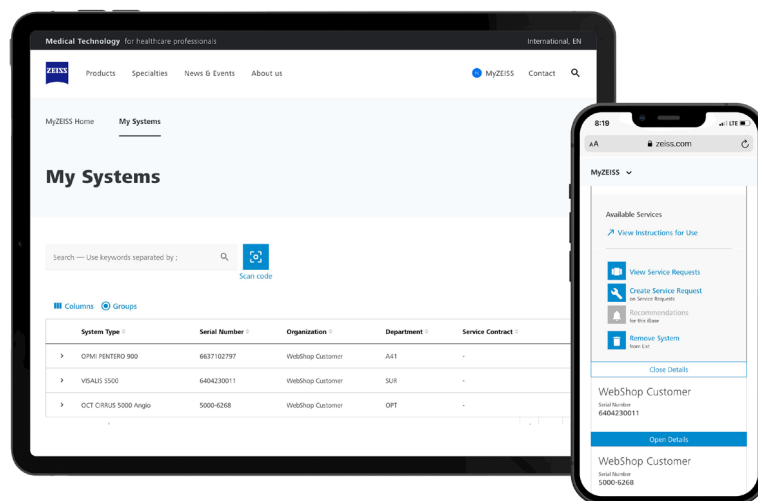 Medical Technology for healthcare professionals
International, EN
ZEISS
Products Specialties News & Events About us
MyZEISS Contact
MyZEISS Home My Systems
My Systems
Search — Use keywords separated by ;
Scan code
Columns Groups
System Type Serial Number Organization Department Service Contract
OPMI PENTERO 900 6637102797 WebShop Customer A41 -
VISALIS S500 6404230011 WebShop Customer SUR -
OCT CIRRUS 5000 Angio 5000-6268 WebShop Customer OPT -
8:19 LTE
AA zeiss.com
MyZEISS
Available Services
View Instructions for Use
View Service Requests
Create Service Request
on Service Requests
Recommendations
for this iBase
Remove System
from List
Close Details
WebShop Customer
Serial Number
6404230011
Open Details
WebShop Customer
Serial Number
5000-6268